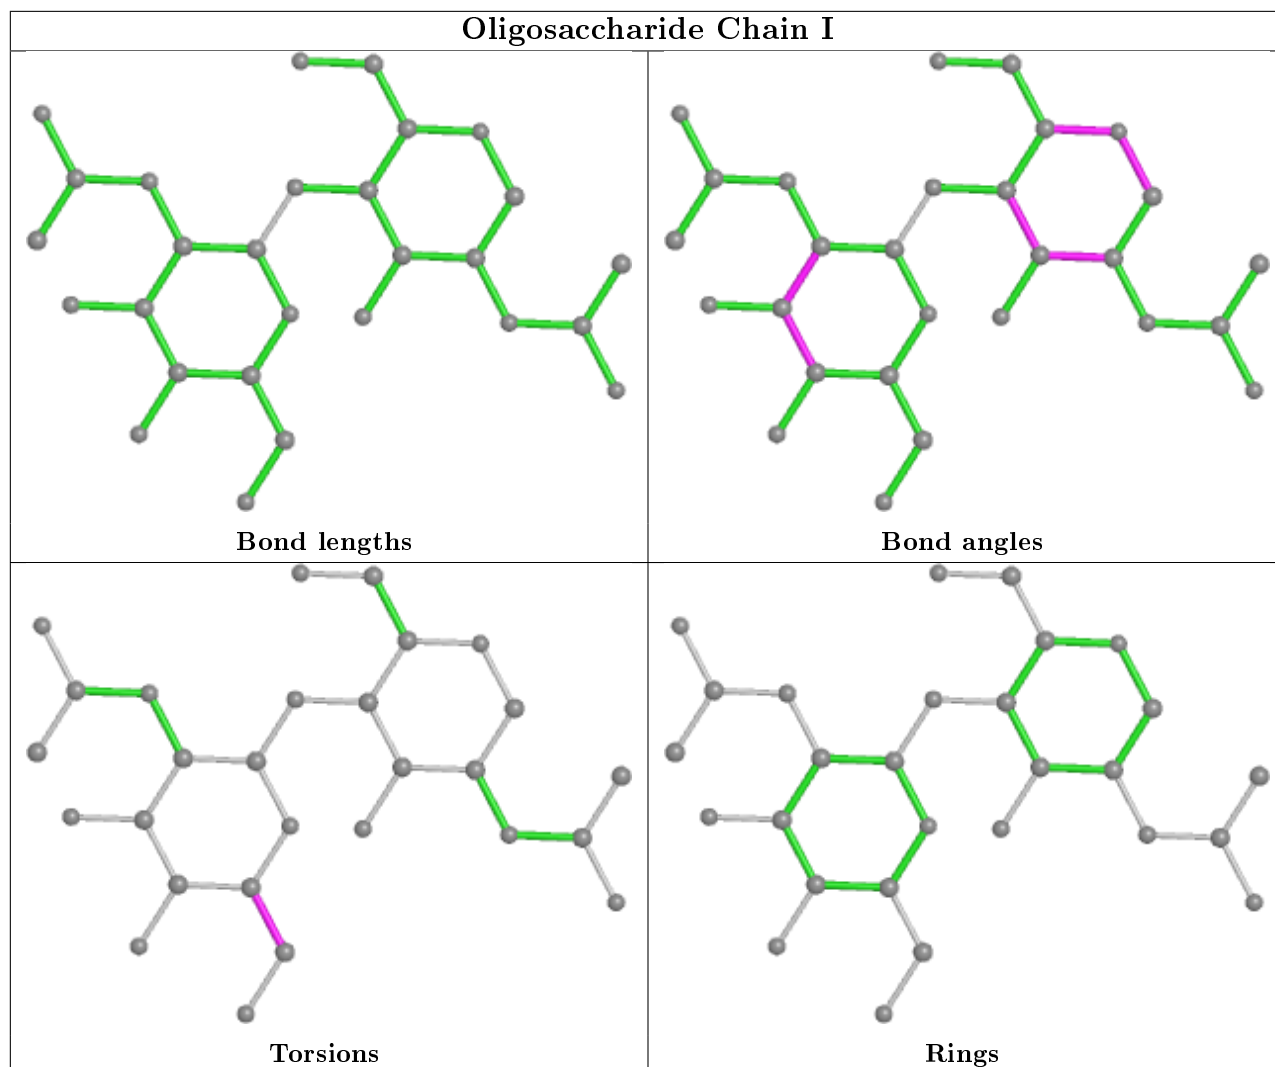 Oligosaccharide Chain I
Bond lengths
Bond angles
Torsions
Rings